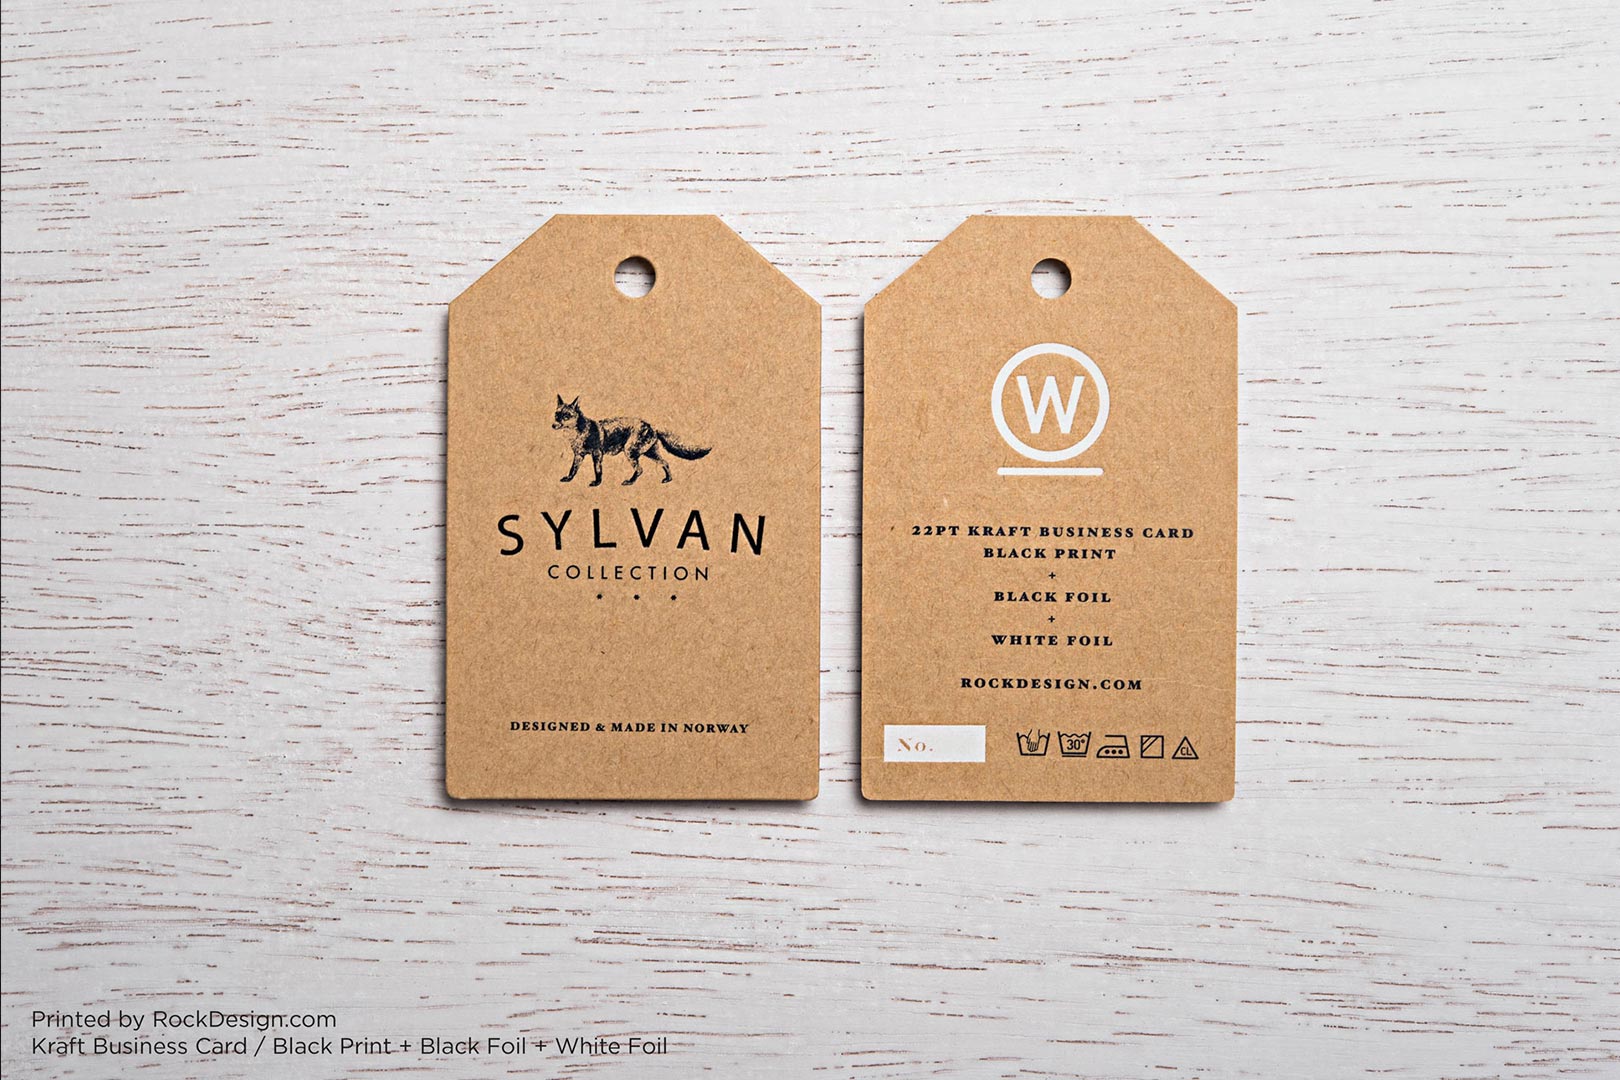 SYLVAN
COLLECTION
* * *
DESIGNED & MADE IN NORWAY
W
22PT KRAFT BUSINESS CARD
BLACK PRINT
+
BLACK FOIL
+
WHITE FOIL
ROCKDESIGN.COM
No.
30°
CL
Printed by RockDesign.com
Kraft Business Card / Black Print + Black Foil + White Foil